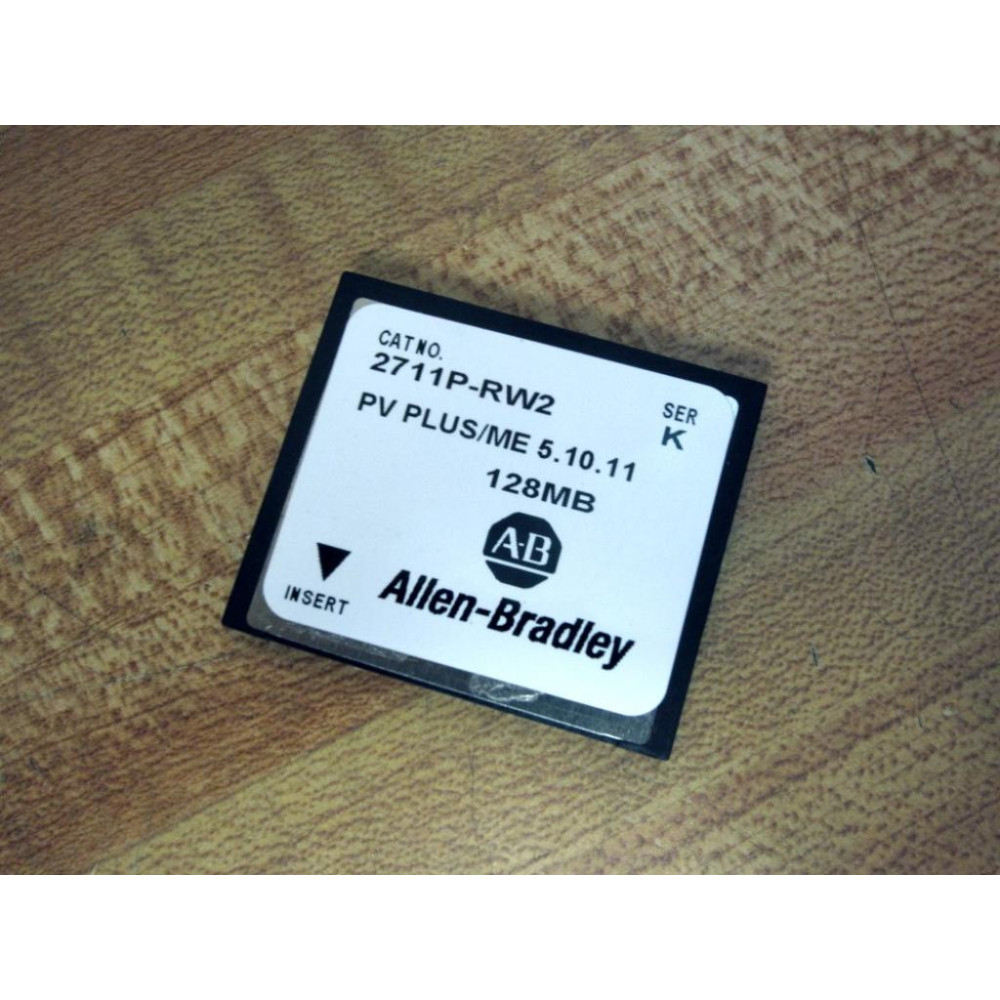 CAT NO.
2711P-RW2
SER
K
PV PLUS/ME 5.10.11
128MB
A-B
INSERT
Allen-Bradley